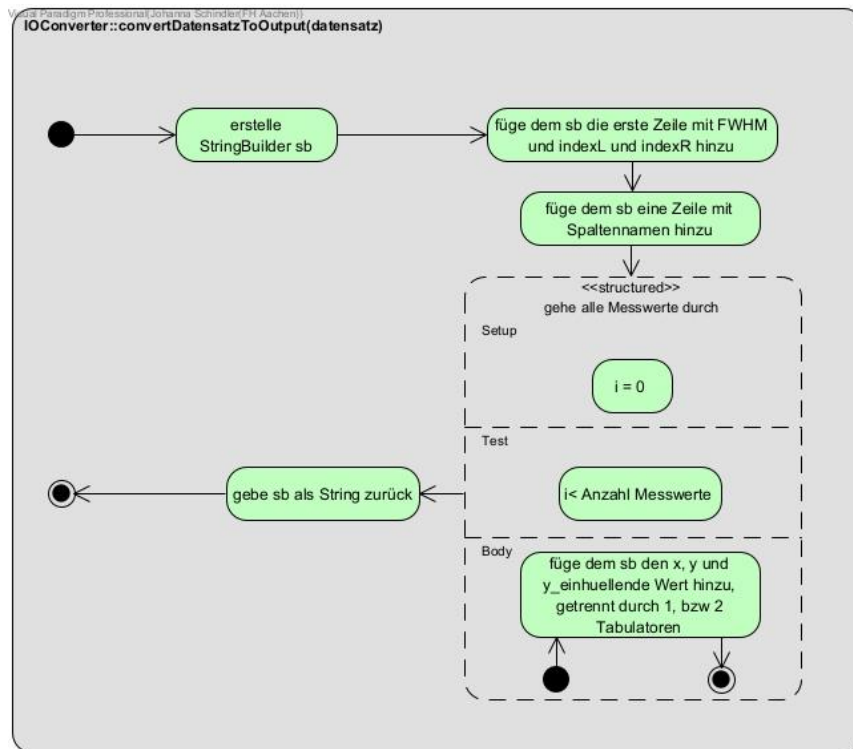 Visual Paradigm Professional(Johanna Schindler(FH Aachen))
IOConverter::convertDatensatzToOutput(datensatz)
erstelle
StringBuilder sb
füge dem sb die erste Zeile mit FWHM
und indexL und indexR hinzu
füge dem sb eine Zeile mit
Spaltennamen hinzu
<<structured>>
gehe alle Messwerte durch
Setup
i = 0
Test
i< Anzahl Messwerte
gebe sb als String zurück
Body
füge dem sb den x, y und
y_einhuellende Wert hinzu,
getrennt durch 1, bzw 2
Tabulatoren